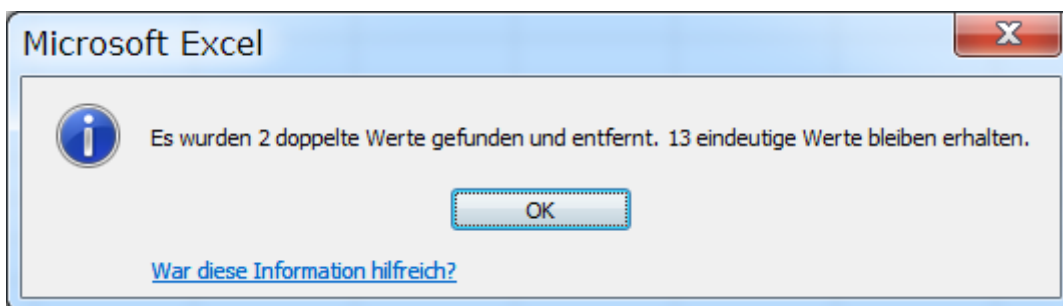 Microsoft Excel
Es wurden 2 doppelte Werte gefunden und entfernt. 13 eindeutige Werte bleiben erhalten.
OK
War diese Information hilfreich?